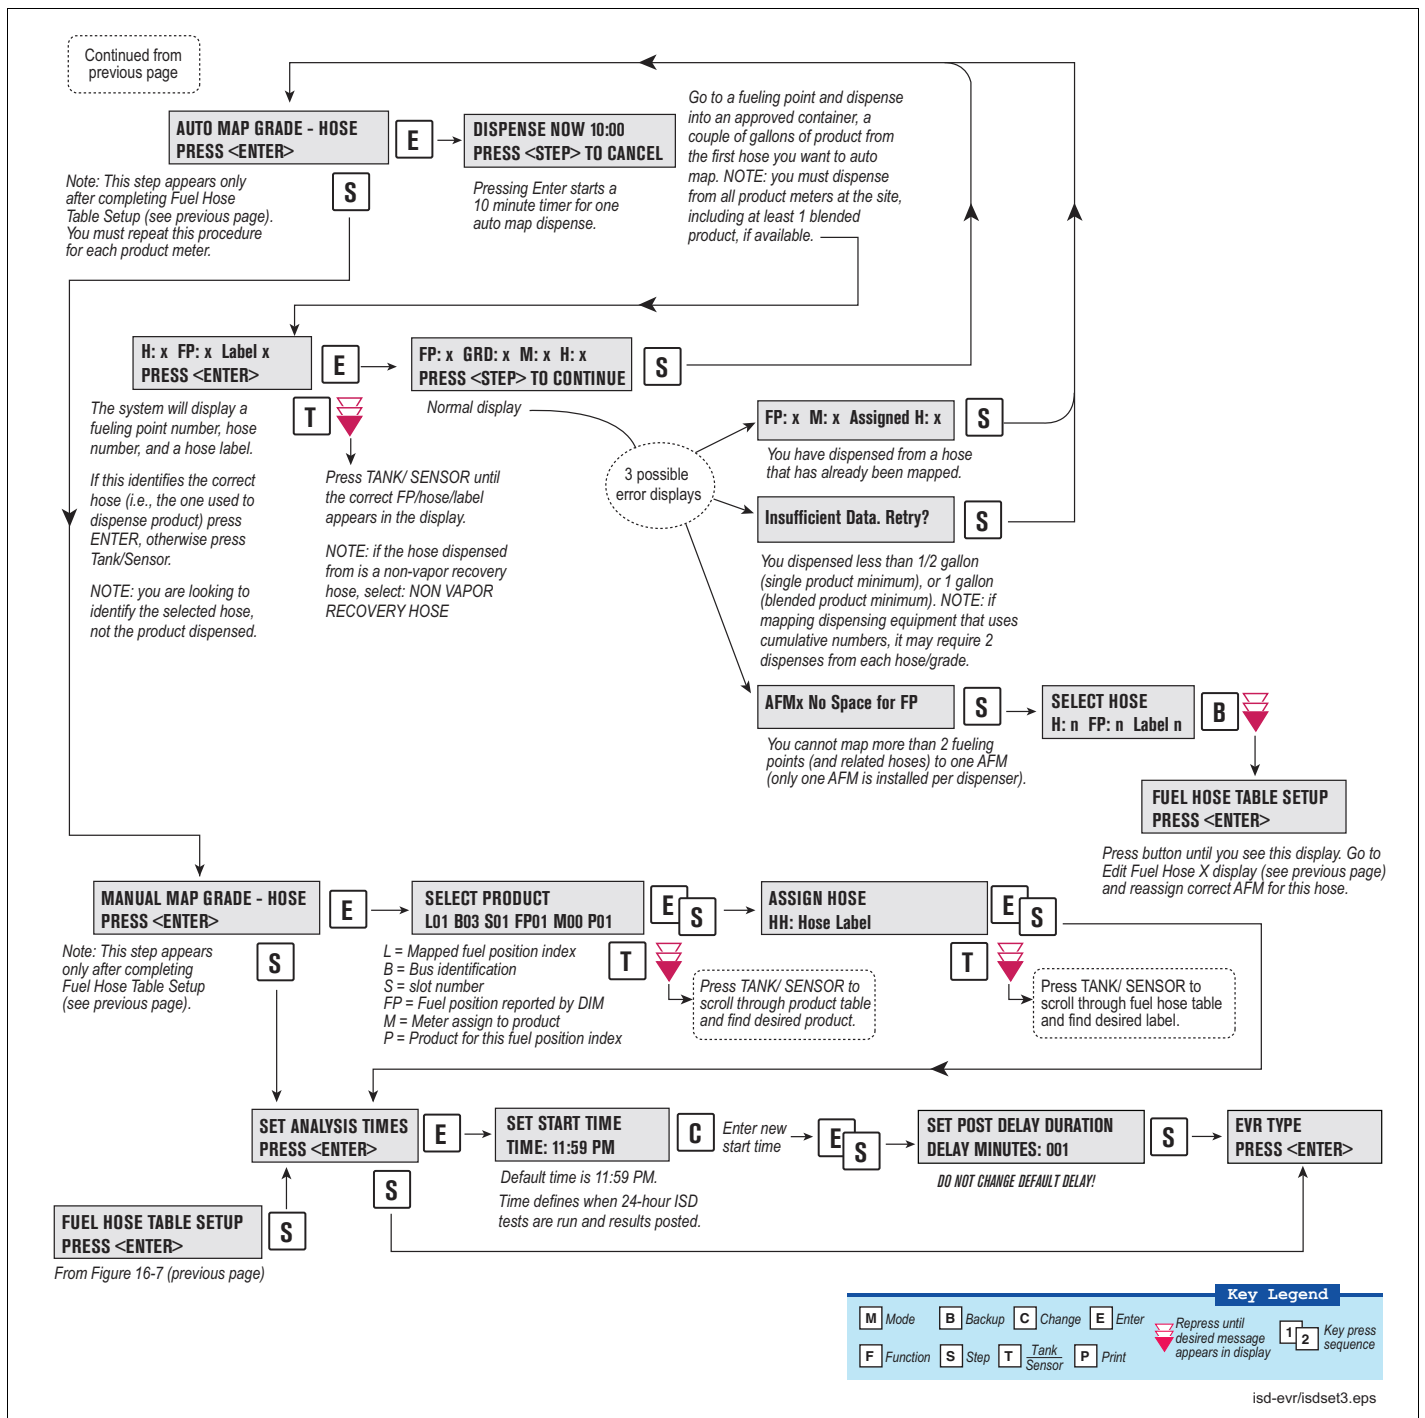 Continued from
previous page
AUTO MAP GRADE - HOSE
PRESS <ENTER>
E
DISPENSE NOW 10:00
PRESS <STEP> TO CANCEL
Go to a fueling point and dispense
into an approved container, a
couple of gallons of product from
the first hose you want to auto
map. NOTE: you must dispense
from all product meters at the site,
including at least 1 blended
product, if available.
Note: This step appears only
after completing Fuel Hose
Table Setup (see previous page).
You must repeat this procedure
for each product meter.
S
Pressing Enter starts a
10 minute timer for one
auto map dispense.
H: x FP: x Label x
PRESS <ENTER>
E
FP: x GRD: x M: x H: x
PRESS <STEP> TO CONTINUE
S
The system will display a
fueling point number, hose
number, and a hose label.
If this identifies the correct
hose (i.e., the one used to
dispense product) press
ENTER, otherwise press
Tank/Sensor.
NOTE: you are looking to
identify the selected hose,
not the product dispensed.
T
Press TANK/ SENSOR until
the correct FP/hose/label
appears in the display.
NOTE: if the hose dispensed
from is a non-vapor recovery
hose, select: NON VAPOR
RECOVERY HOSE
Normal display
3 possible
error displays
FP: x M: x Assigned H: x
S
You have dispensed from a hose
that has already been mapped.
Insufficient Data. Retry?
S
You dispensed less than 1/2 gallon
(single product minimum), or 1 gallon
(blended product minimum). NOTE: if
mapping dispensing equipment that uses
cumulative numbers, it may require 2
dispenses from each hose/grade.
AFMx No Space for FP
S
SELECT HOSE
H: n FP: n Label n
B
You cannot map more than 2 fueling
points (and related hoses) to one AFM
(only one AFM is installed per dispenser).
FUEL HOSE TABLE SETUP
PRESS <ENTER>
Press button until you see this display. Go to
Edit Fuel Hose X display (see previous page)
and reassign correct AFM for this hose.
MANUAL MAP GRADE - HOSE
PRESS <ENTER>
E
SELECT PRODUCT
L01 B03 S01 FP01 M00 P01
E
S
ASSIGN HOSE
HH: Hose Label
E
S
Note: This step appears
only after completing
Fuel Hose Table Setup
(see previous page).
S
L = Mapped fuel position index
B = Bus identification
S = slot number
FP = Fuel position reported by DIM
M = Meter assign to product
P = Product for this fuel position index
T
Press TANK/ SENSOR to
scroll through product table
and find desired product.
T
Press TANK/ SENSOR to
scroll through fuel hose table
and find desired label.
SET ANALYSIS TIMES
PRESS <ENTER>
E
SET START TIME
TIME: 11:59 PM
C
Enter new
start time
E
S
SET POST DELAY DURATION
DELAY MINUTES: 001
S
EVR TYPE
PRESS <ENTER>
S
Default time is 11:59 PM.
Time defines when 24-hour ISD
tests are run and results posted.
DO NOT CHANGE DEFAULT DELAY!
FUEL HOSE TABLE SETUP
PRESS <ENTER>
S
From Figure 16-7 (previous page)
Key Legend
M Mode
B Backup
C Change
E Enter
Repress until
desired message
appears in display
1 2
Key press
sequence
F Function
S Step
T Tank
Sensor
P Print
isd-evr/isdset3.eps